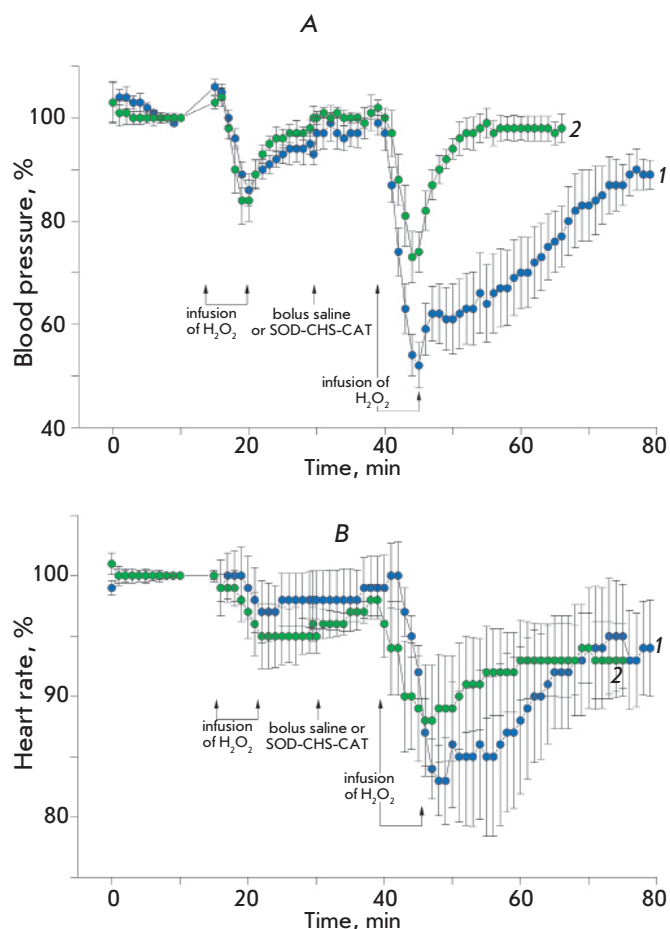 A
Blood pressure, %
100
80
60
40
infusion
of H₂O₂
bolus saline
or SOD-CHS-CAT
infusion of
H₂O₂
2
1
0
20
40
60
80
Time, min
B
Heart rate, %
100
90
80
infusion
of H₂O₂
bolus saline or
SOD-CHS-CAT
infusion
of H₂O₂
1
2
0
20
40
60
80
Time, min